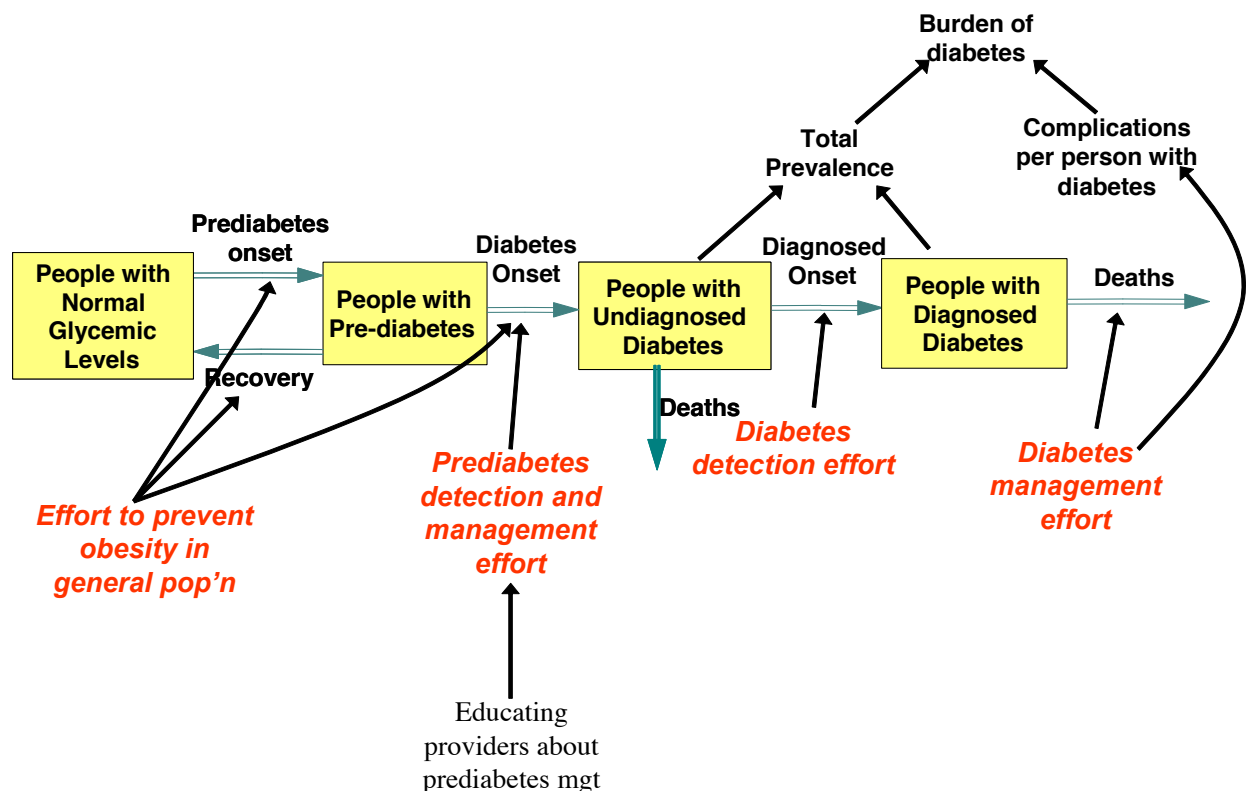 Burden of
diabetes
Total
Prevalence
Complications
per person with
diabetes
Prediabetes
onset
Diabetes
Onset
Diagnosed
Onset
Deaths
People with
Normal
Glycemic
Levels
People with
Pre-diabetes
People with
Undiagnosed
Diabetes
People with
Diagnosed
Diabetes
Recovery
Deaths
Effort to prevent
obesity in
general pop’n
Prediabetes
detection and
management
effort
Diabetes
detection effort
Diabetes
management
effort
Educating
providers about
prediabetes mgt